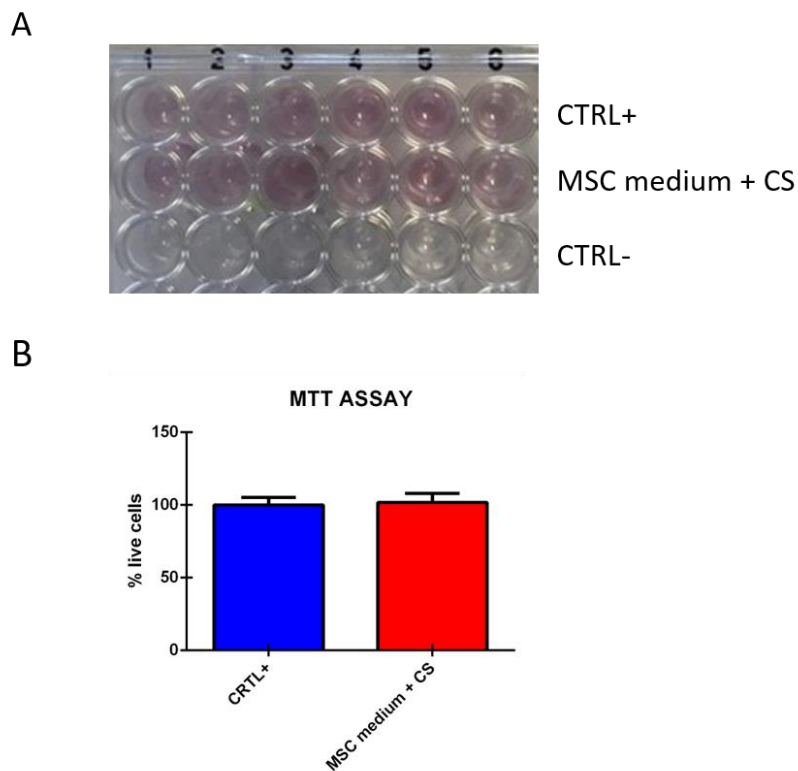 A
1 2 3 4 5 6
CTRL+
MSC medium + CS
CTRL-
B
MTT ASSAY
150
100
50
0
% live cells
CRTL+
MSC medium + CS